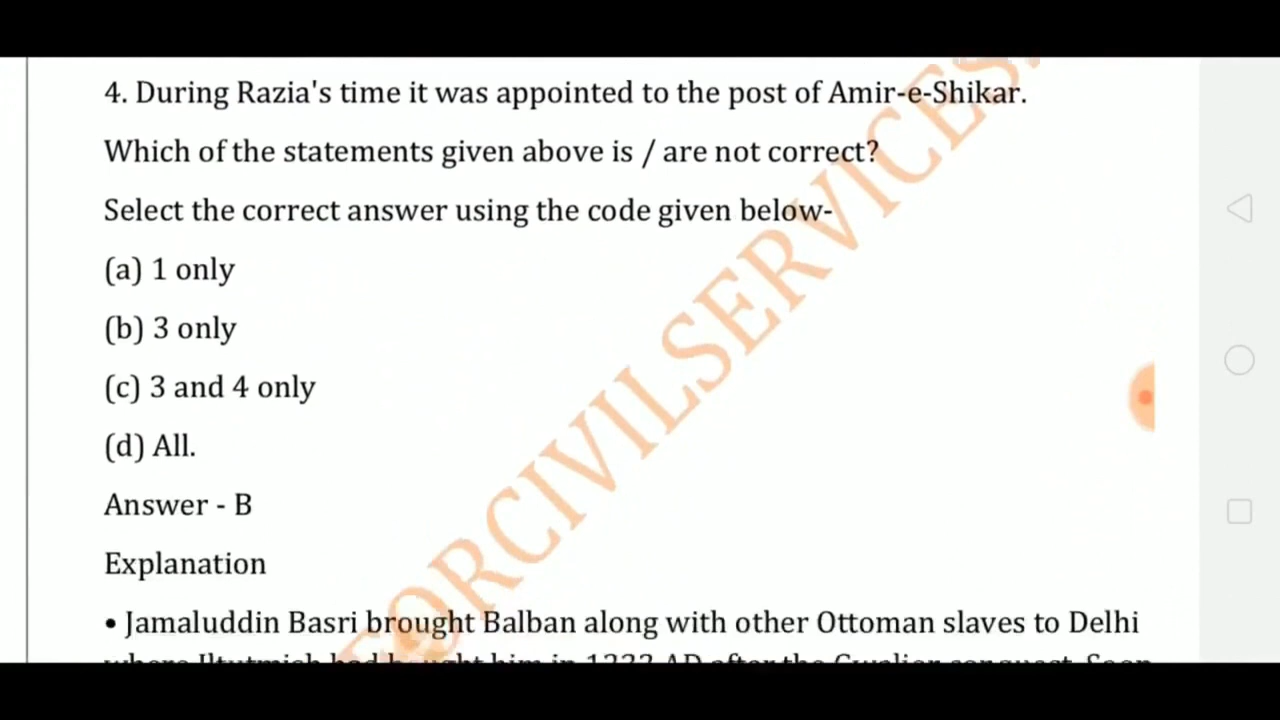 4. During Razia's time it was appointed to the post of Amir-e-Shikar.
Which of the statements given above is / are not correct?
Select the correct answer using the code given below-
(a) 1 only
(b) 3 only
(c) 3 and 4 only
(d) All.
Answer - B
Explanation
• Jamaluddin Basri brought Balban along with other Ottoman slaves to Delhi
FORCIVILSERVICES